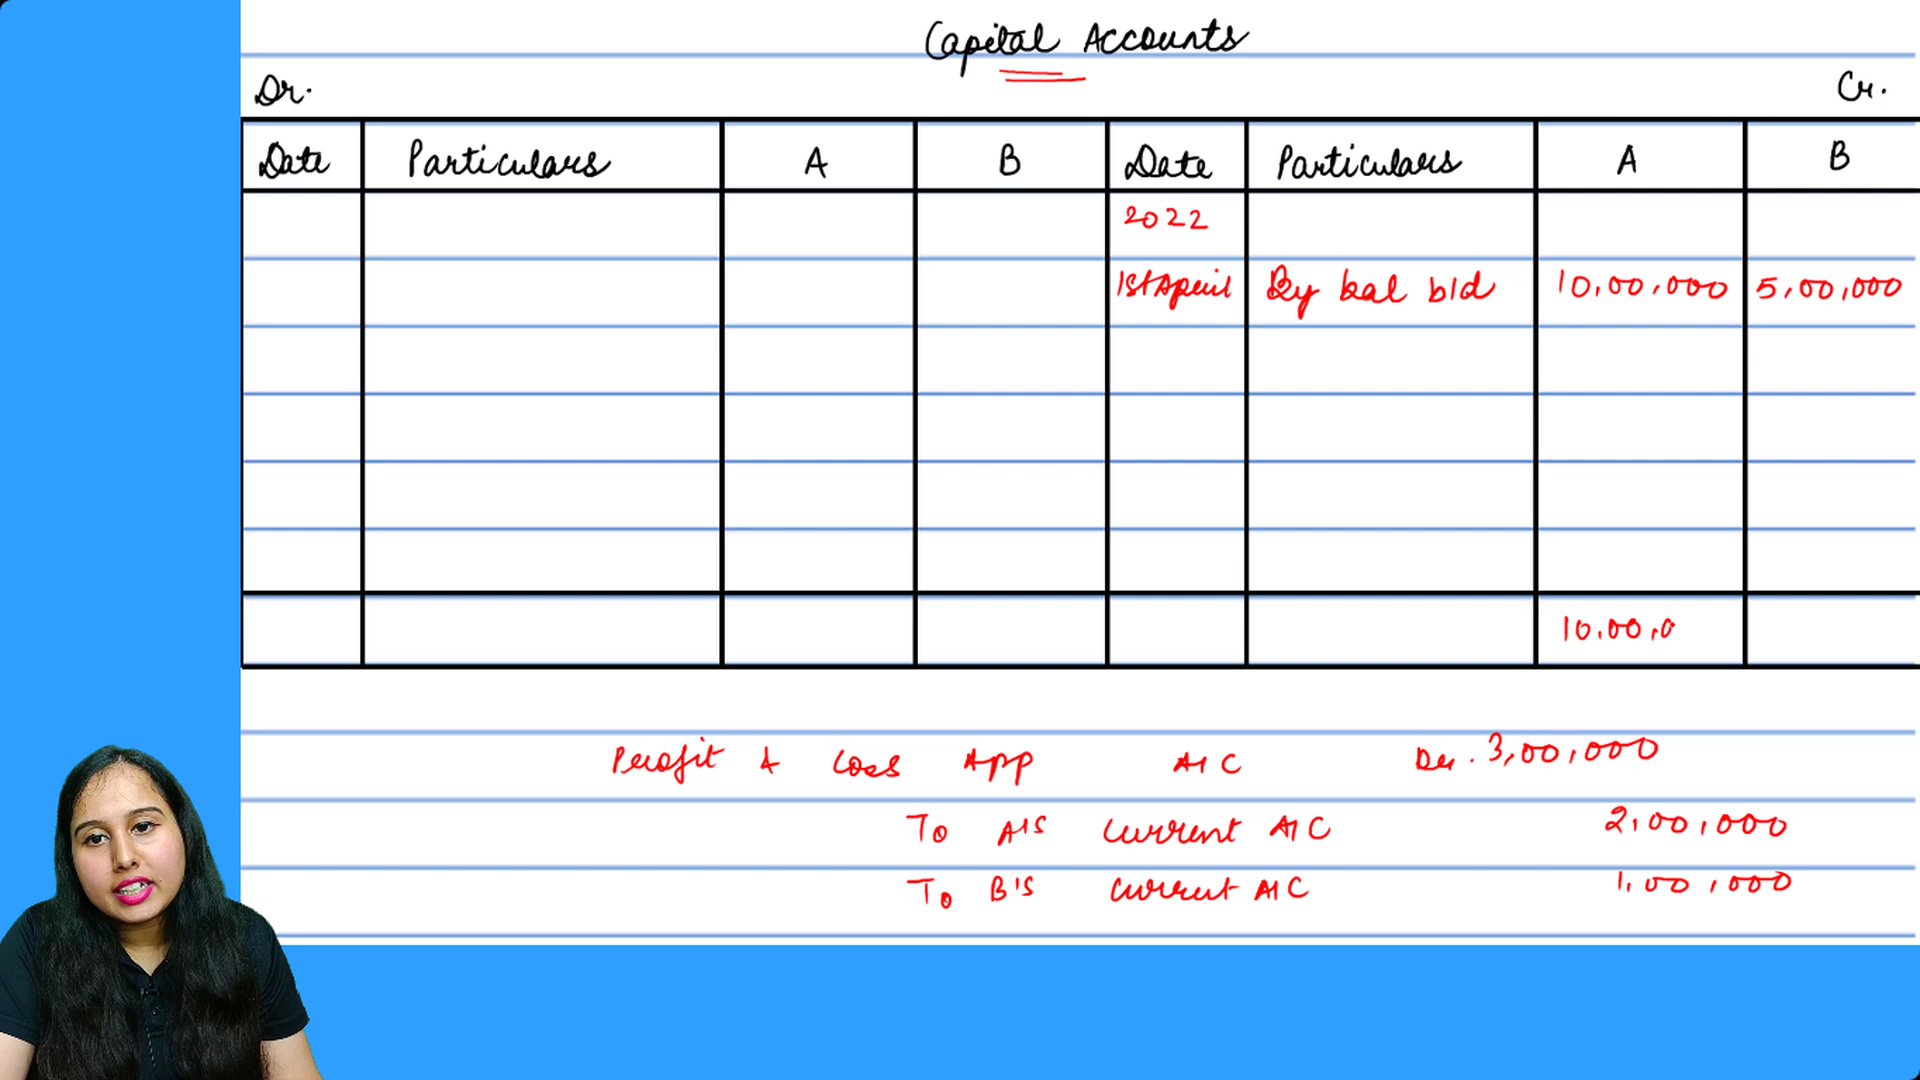 Capital Accounts
Dr. Cr.
Date Particulars A B Date Particulars A B
2022
1st April By bal b/d 10,00,000 5,00,000
10,00,0
Profit & Loss App A/C Dr. 3,00,000
To A's Current A/C 2,00,000
To B's Current A/C 1,00,000